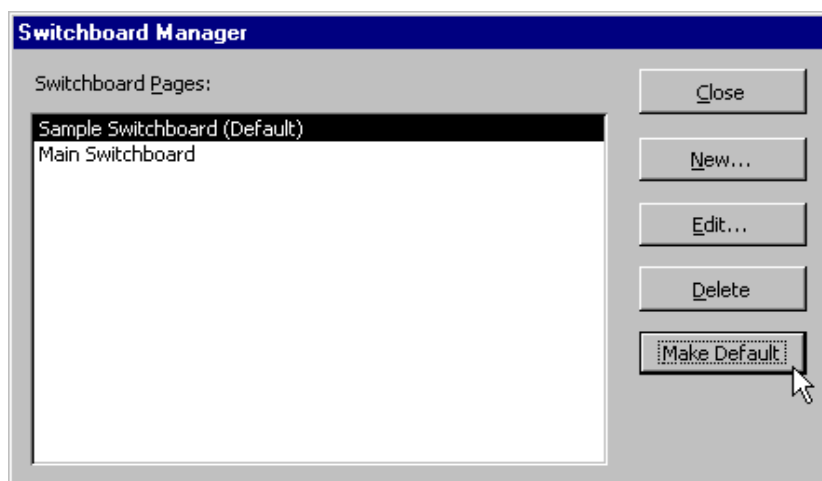 Switchboard Manager
Switchboard Pages:
Sample Switchboard (Default)
Main Switchboard
Close
New...
Edit...
Delete
Make Default